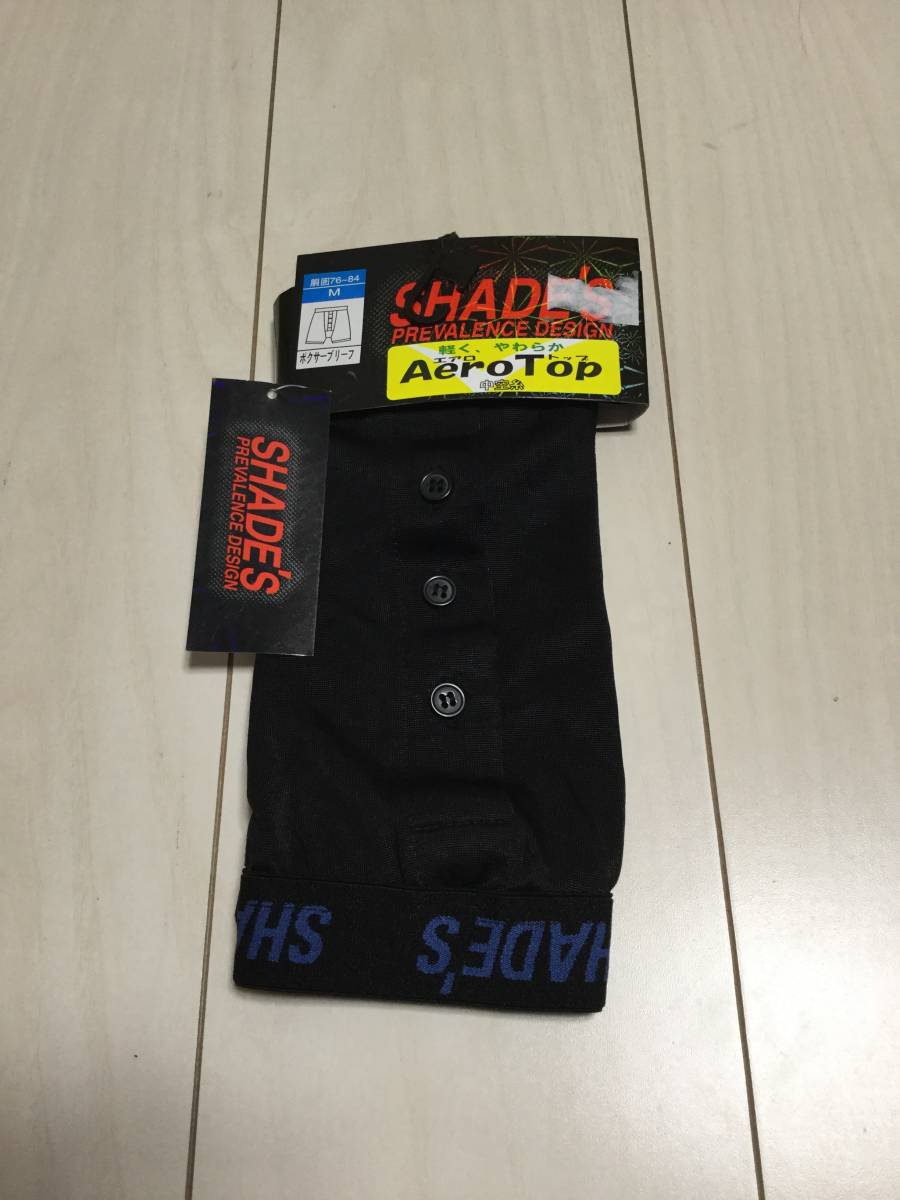 胴囲76~84
M
ボクサーブリーフ
SHADE'S
PREVALENCE DESIGN
軽く、やわらか
エアロ トップ
AeroTop
中空糸
SHADE'S
PREVALENCE DESIGN
SHA
SHADE'S